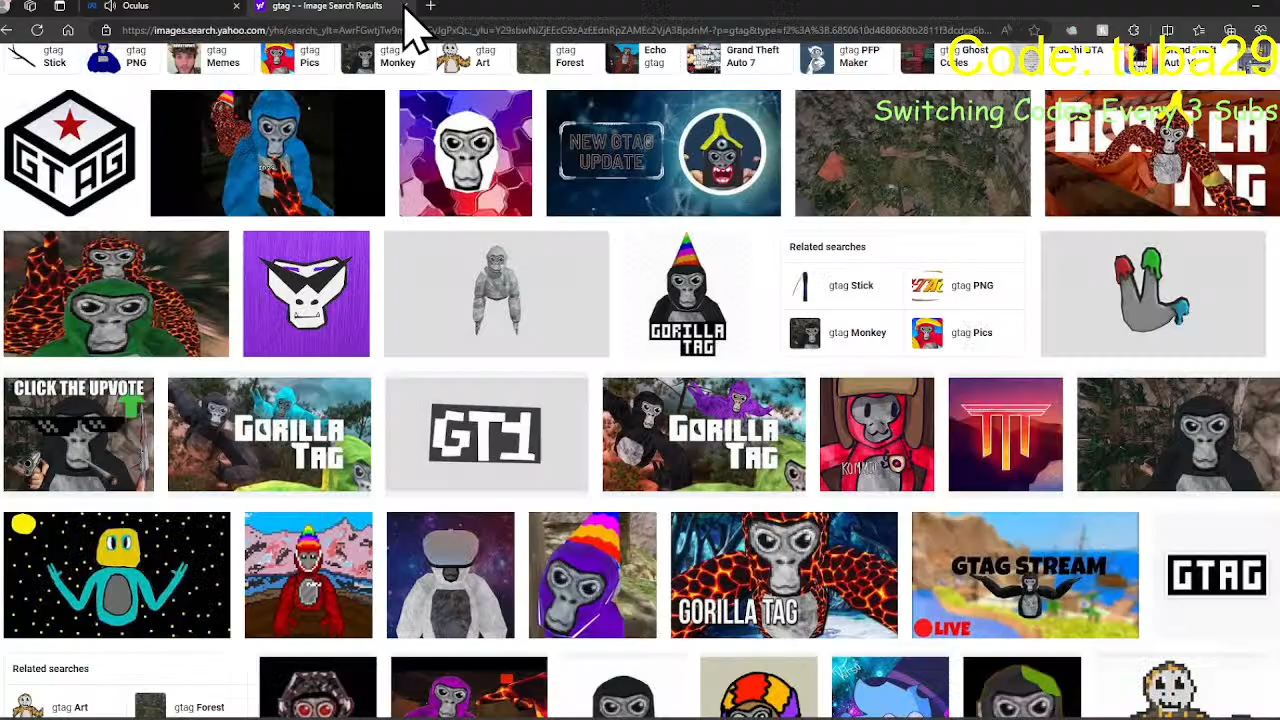 Oculus
gtag - - Image Search Results
https://images.search.yahoo.com/yhs/search;_ylt=AwrFGwtjTw9
Code: tuba29
Switching Codes Every 3 Subs
gtag
Stick
gtag
PNG
gtag
Memes
gtag
Pics
gtag
Monkey
gtag
Art
gtag
Forest
Echo
gtag
Grand Theft
Auto 7
gtag PFP
Maker
gtag Ghost
Codes
GTAG
NEW GTAG
UPDATE
GORILLA
TAG
GORILLA
TAG
Related searches
gtag Stick
gtag PNG
gtag Monkey
gtag Pics
CLICK THE UPVOTE
GORILLA
TAG
GT1
GORILLA
TAG
KOMMIT
GORILLA TAG
GTAG STREAM
LIVE
GTAG
Related searches
gtag Art
gtag Forest